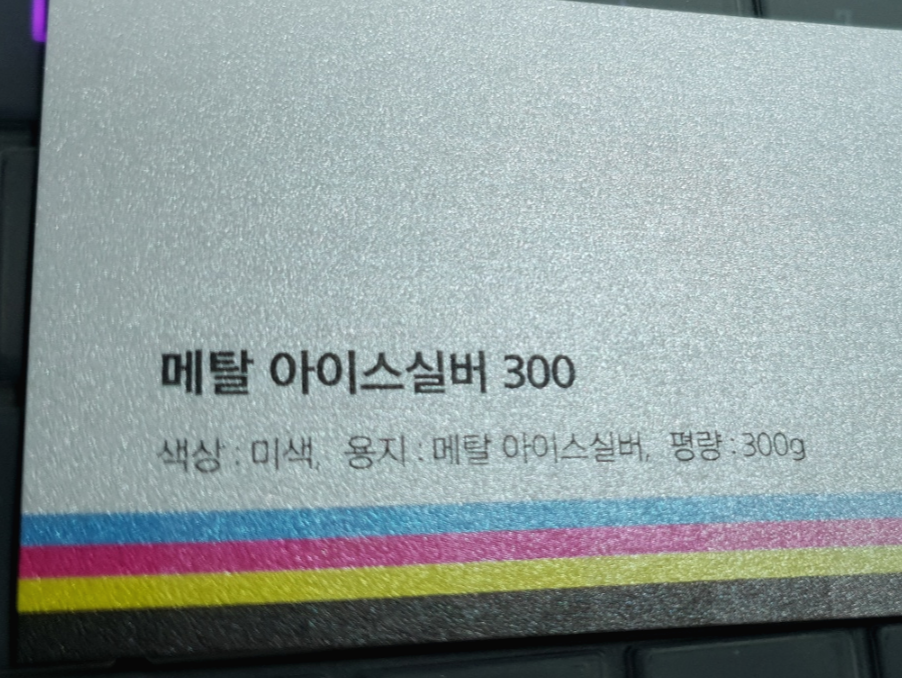 메탈 아이스실버 300
색상 : 미색, 용지 : 메탈 아이스실버, 평량 : 300g